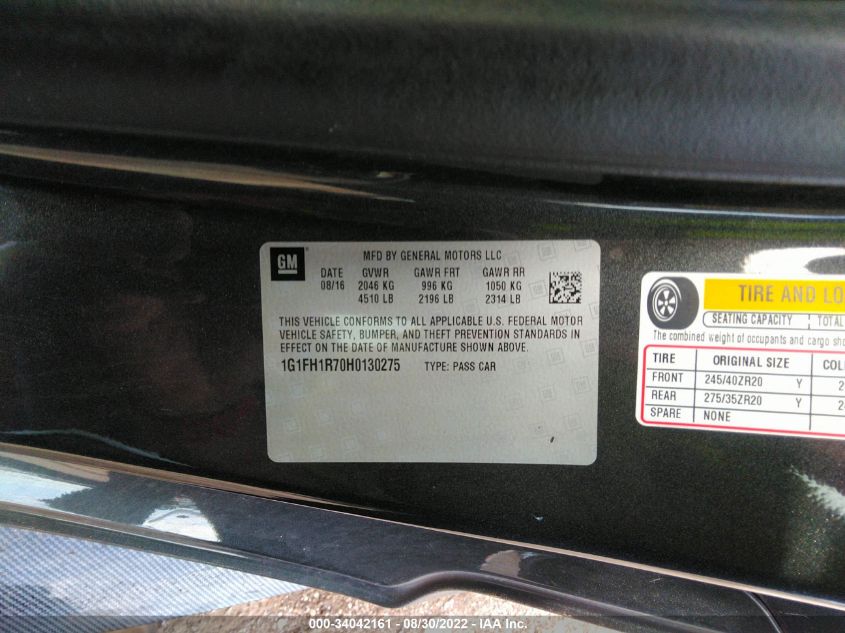 GM
MFD BY GENERAL MOTORS LLC
DATE GVWR GAWR FRT GAWR RR
08/16 2046 KG 996 KG 1050 KG
4510 LB 2196 LB 2314 LB
THIS VEHICLE CONFORMS TO ALL APPLICABLE U.S. FEDERAL MOTOR
VEHICLE SAFETY, BUMPER, AND THEFT PREVENTION STANDARDS IN
EFFECT ON THE DATE OF MANUFACTURE SHOWN ABOVE.
1G1FH1R70H0130275 TYPE: PASS CAR
TIRE AND LO
SEATING CAPACITY TOTAL
The combined weight of occupants and cargo sho
TIRE ORIGINAL SIZE COL
FRONT 245/40ZR20 Y 2
REAR 275/35ZR20 Y 2
SPARE NONE
000-34042161 - 08/30/2022 - IAA Inc.